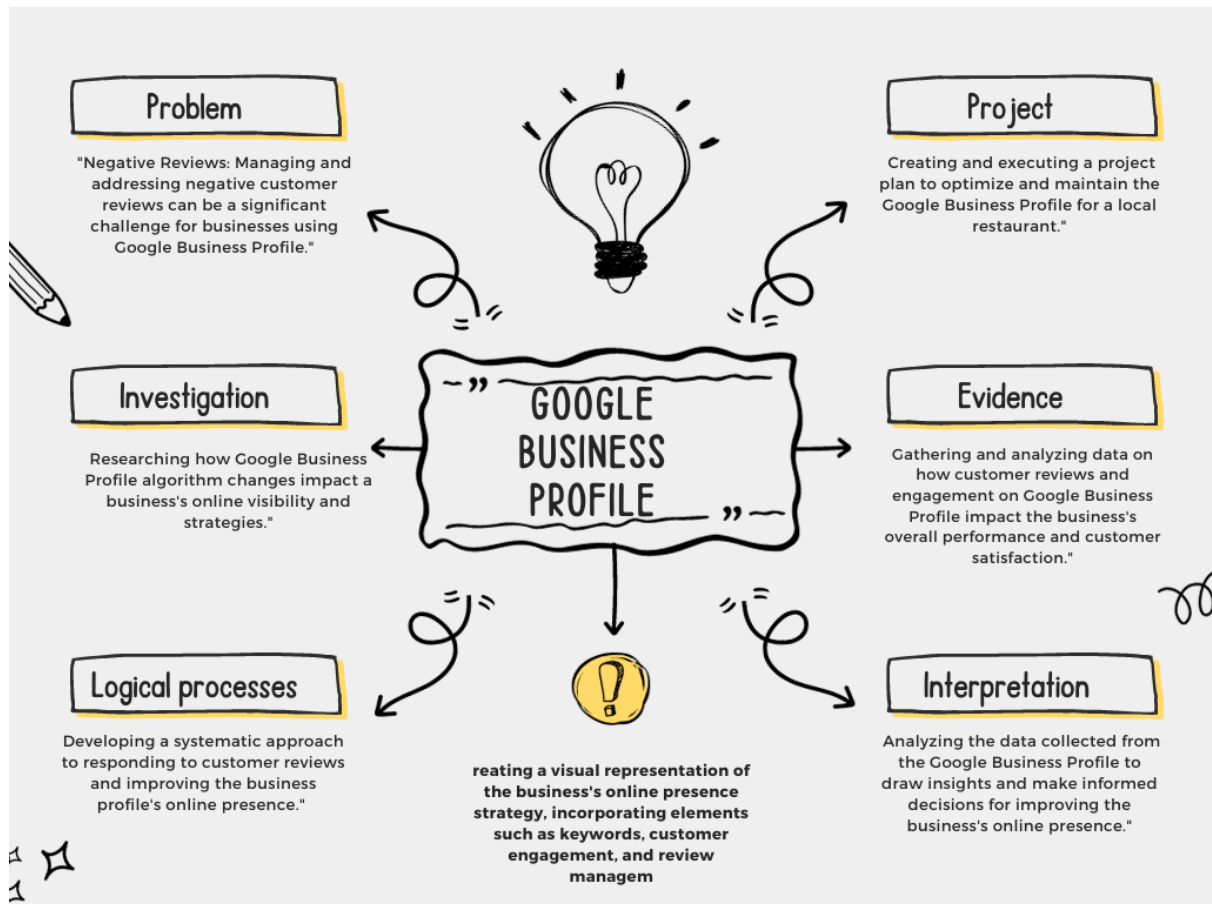 Problem
"Negative Reviews: Managing and
addressing negative customer
reviews can be a significant
challenge for businesses using
Google Business Profile."
Project
Creating and executing a project
plan to optimize and maintain the
Google Business Profile for a local
restaurant."
Investigation
Researching how Google Business
Profile algorithm changes impact a
business's online visibility and
strategies."
GOOGLE
BUSINESS
PROFILE
Evidence
Gathering and analyzing data on
how customer reviews and
engagement on Google Business
Profile impact the business's
overall performance and customer
satisfaction."
Logical processes
Developing a systematic approach
to responding to customer reviews
and improving the business
profile's online presence."
reating a visual representation of
the business's online presence
strategy, incorporating elements
such as keywords, customer
engagement, and review
managem
Interpretation
Analyzing the data collected from
the Google Business Profile to
draw insights and make informed
decisions for improving the
business's online presence."